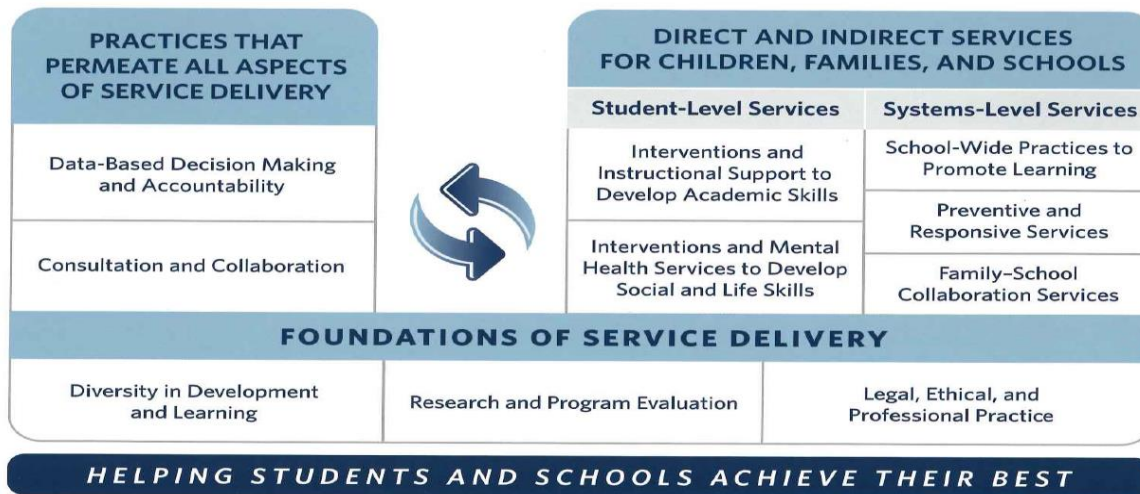 PRACTICES THAT
PERMEATE ALL ASPECTS
OF SERVICE DELIVERY
Data-Based Decision Making
and Accountability
Consultation and Collaboration
DIRECT AND INDIRECT SERVICES
FOR CHILDREN, FAMILIES, AND SCHOOLS
Student-Level Services
Interventions and
Instructional Support to
Develop Academic Skills
Interventions and Mental
Health Services to Develop
Social and Life Skills
Systems-Level Services
School-Wide Practices to
Promote Learning
Preventive and
Responsive Services
Family–School
Collaboration Services
FOUNDATIONS OF SERVICE DELIVERY
Diversity in Development
and Learning
Research and Program Evaluation
Legal, Ethical, and
Professional Practice
HELPING STUDENTS AND SCHOOLS ACHIEVE THEIR BEST